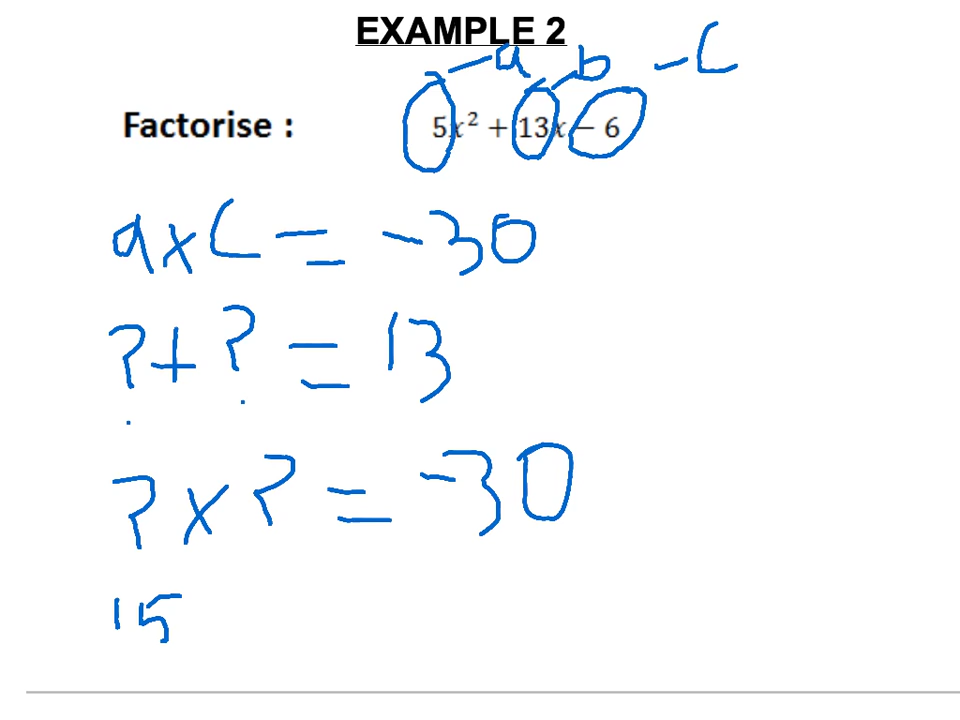 EXAMPLE 2
- a - b - C
Factorise : 5x² + 13x − 6
a x C = -30
? + ? = 13
? x ? = -30
15